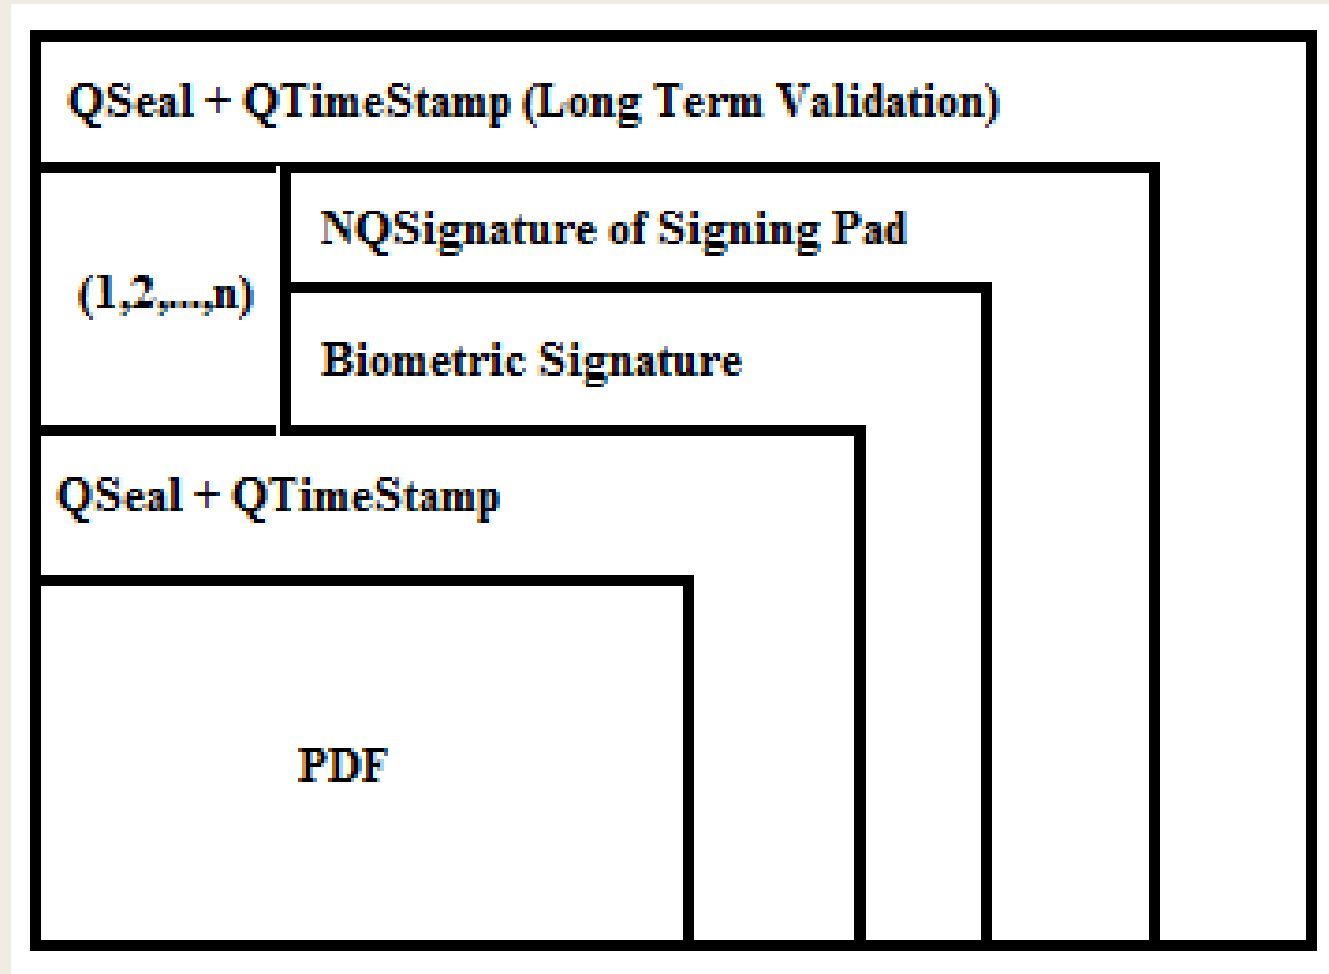 QSeal + QTimeStamp (Long Term Validation)
NQSignature of Signing Pad
(1,2,...,n)
Biometric Signature
QSeal + QTimeStamp
PDF